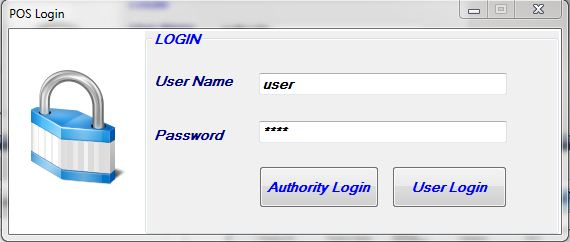 POS Login
LOGIN
User Name
user
Password
****
Authority Login
User Login